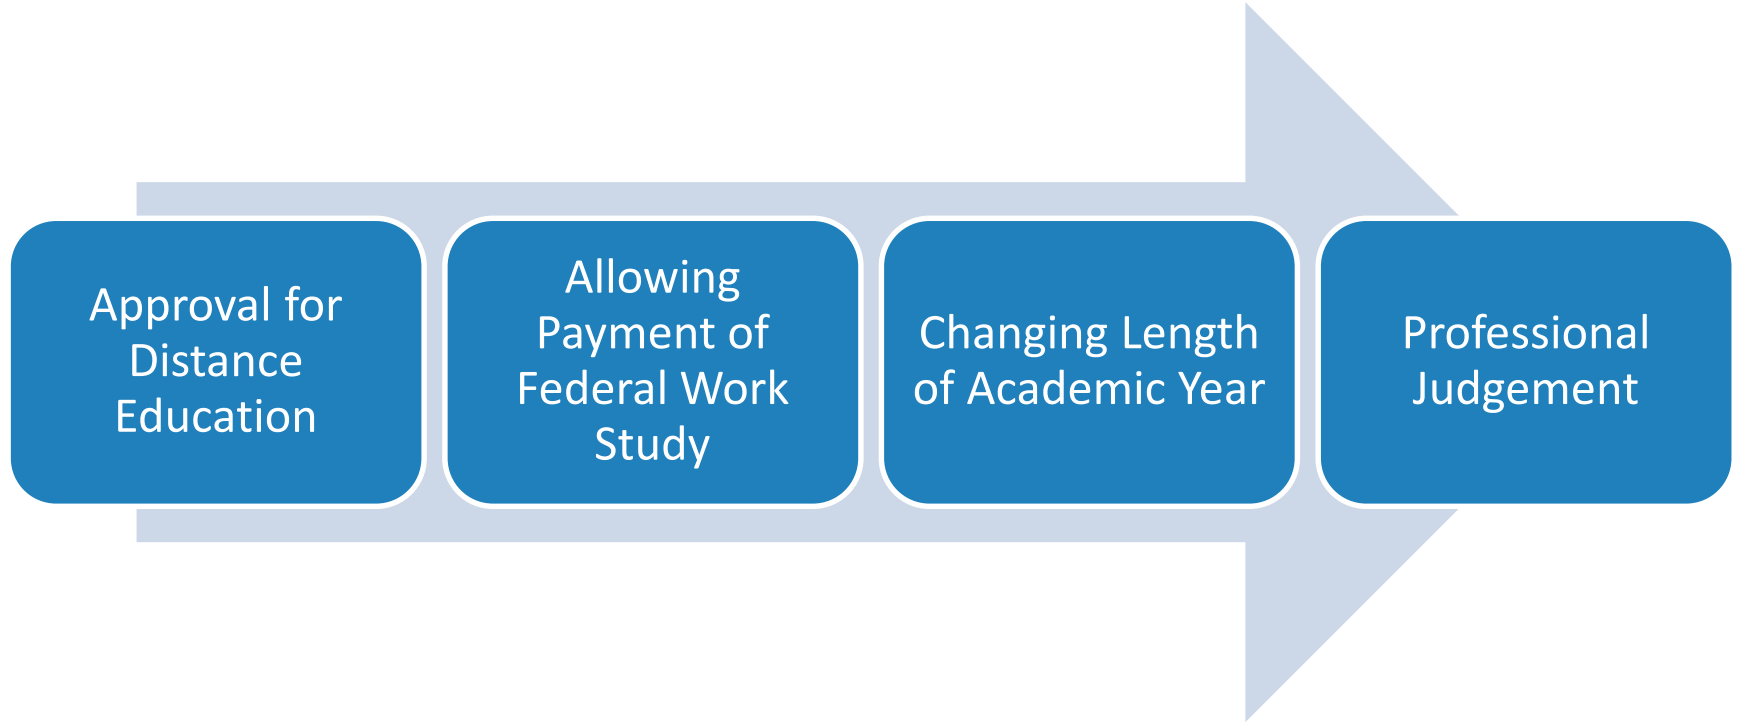 Approval for
Distance
Education
Allowing
Payment of
Federal Work
Study
Changing Length
of Academic Year
Professional
Judgement